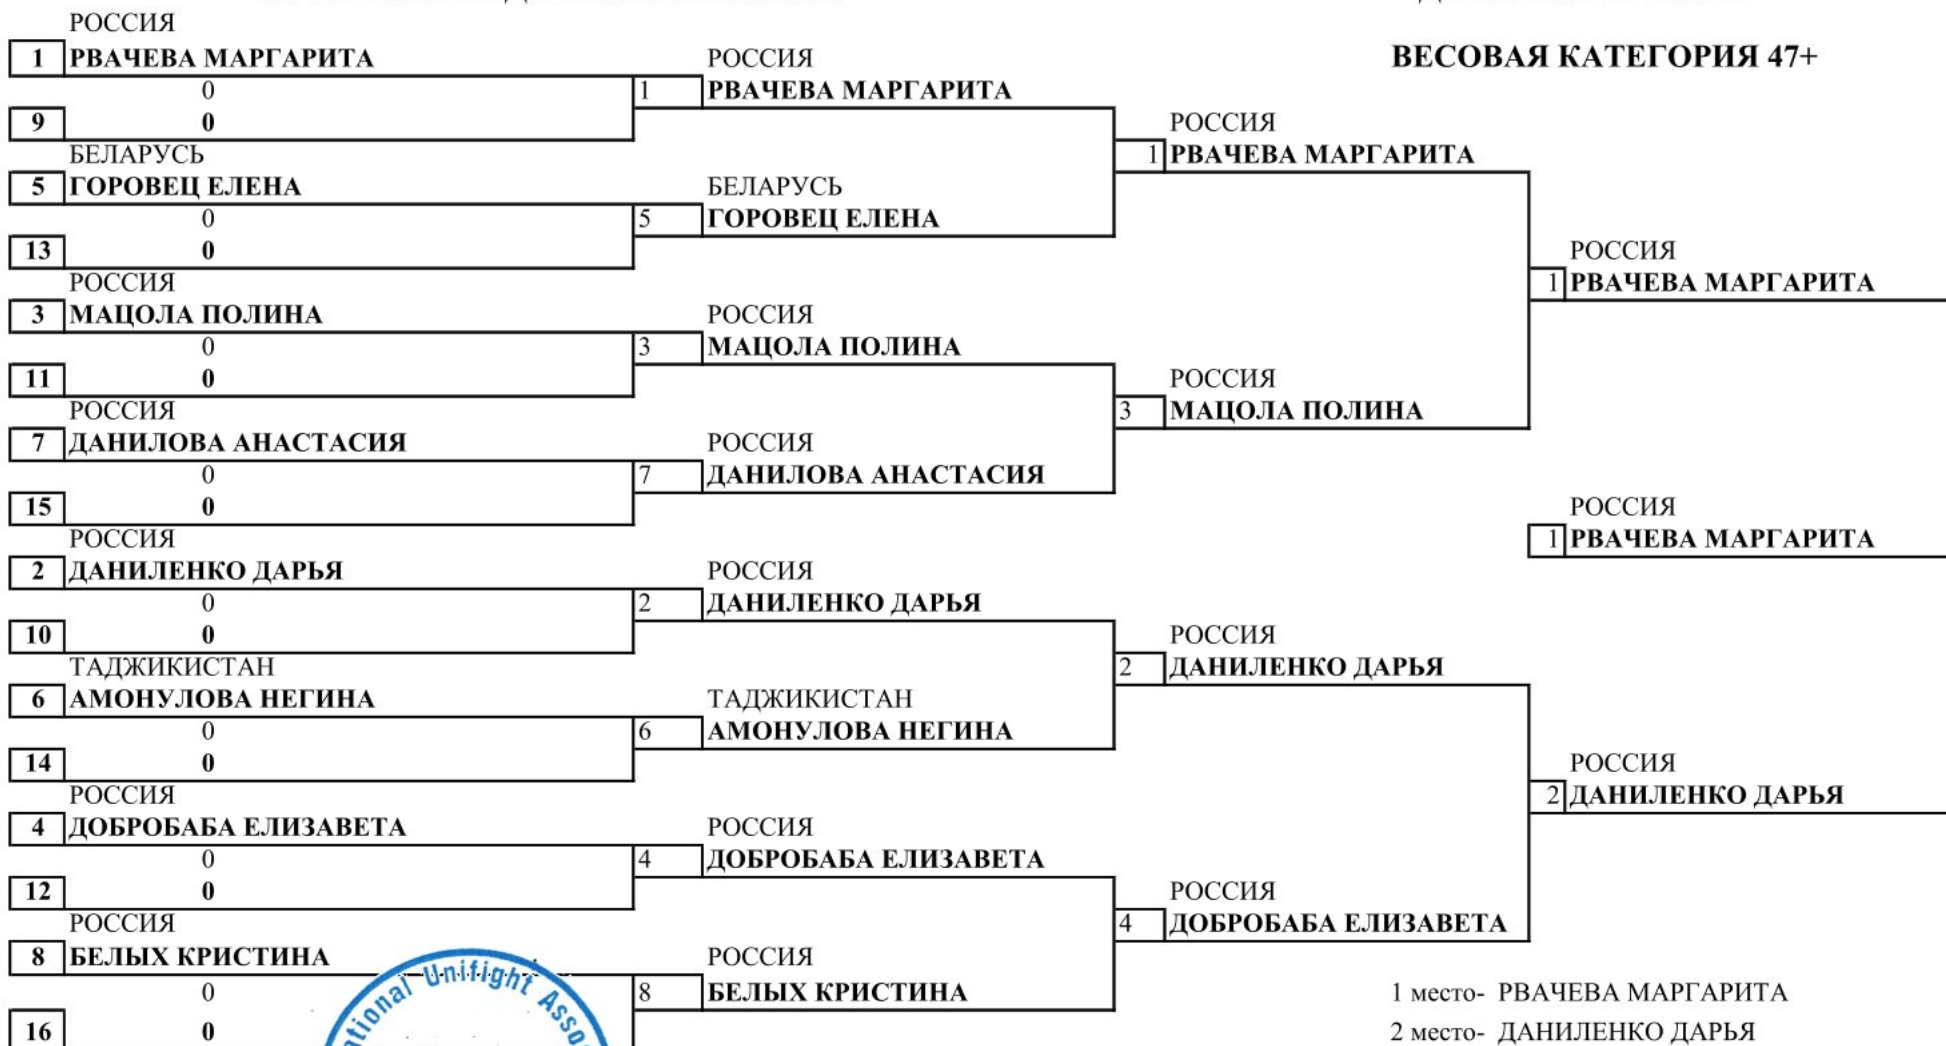 РОССИЯ
1 РВАЧЕВА МАРГАРИТА РОССИЯ ВЕСОВАЯ КАТЕГОРИЯ 47+
0 1 РВАЧЕВА МАРГАРИТА
9 0 РОССИЯ
БЕЛАРУСЬ 1 РВАЧЕВА МАРГАРИТА
5 ГОРОВЕЦ ЕЛЕНА БЕЛАРУСЬ
0 5 ГОРОВЕЦ ЕЛЕНА
13 0 РОССИЯ
РОССИЯ 1 РВАЧЕВА МАРГАРИТА
3 МАЦОЛА ПОЛИНА РОССИЯ
0 3 МАЦОЛА ПОЛИНА
11 0 РОССИЯ
РОССИЯ 3 МАЦОЛА ПОЛИНА
7 ДАНИЛОВА АНАСТАСИЯ РОССИЯ
0 7 ДАНИЛОВА АНАСТАСИЯ
15 0 РОССИЯ
РОССИЯ 1 РВАЧЕВА МАРГАРИТА
2 ДАНИЛЕНКО ДАРЬЯ РОССИЯ
0 2 ДАНИЛЕНКО ДАРЬЯ
10 0 РОССИЯ
ТАДЖИКИСТАН 2 ДАНИЛЕНКО ДАРЬЯ
6 АМОНУЛОВА НЕГИНА ТАДЖИКИСТАН
0 6 АМОНУЛОВА НЕГИНА
14 0 РОССИЯ
РОССИЯ 2 ДАНИЛЕНКО ДАРЬЯ
4 ДОБРОБАБА ЕЛИЗАВЕТА РОССИЯ
0 4 ДОБРОБАБА ЕЛИЗАВЕТА
12 0 РОССИЯ
РОССИЯ 4 ДОБРОБАБА ЕЛИЗАВЕТА
8 БЕЛЫХ КРИСТИНА РОССИЯ
0 8 БЕЛЫХ КРИСТИНА 1 место- РВАЧЕВА МАРГАРИТА
16 0 2 место- ДАНИЛЕНКО ДАРЬЯ
Unifight